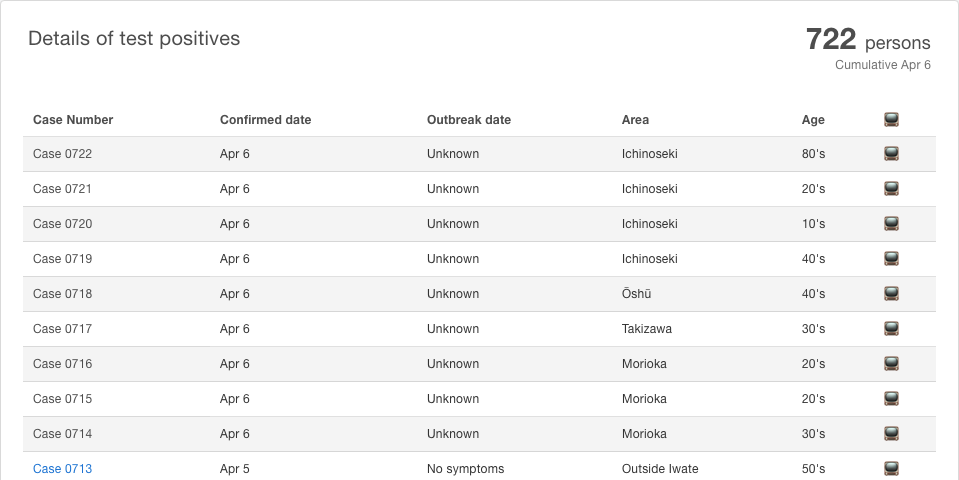 Details of test positives
722 persons
Cumulative Apr 6
Case Number Confirmed date Outbreak date Area Age
Case 0722 Apr 6 Unknown Ichinoseki 80's
Case 0721 Apr 6 Unknown Ichinoseki 20's
Case 0720 Apr 6 Unknown Ichinoseki 10's
Case 0719 Apr 6 Unknown Ichinoseki 40's
Case 0718 Apr 6 Unknown Ōshū 40's
Case 0717 Apr 6 Unknown Takizawa 30's
Case 0716 Apr 6 Unknown Morioka 20's
Case 0715 Apr 6 Unknown Morioka 20's
Case 0714 Apr 6 Unknown Morioka 30's
Case 0713 Apr 5 No symptoms Outside Iwate 50's